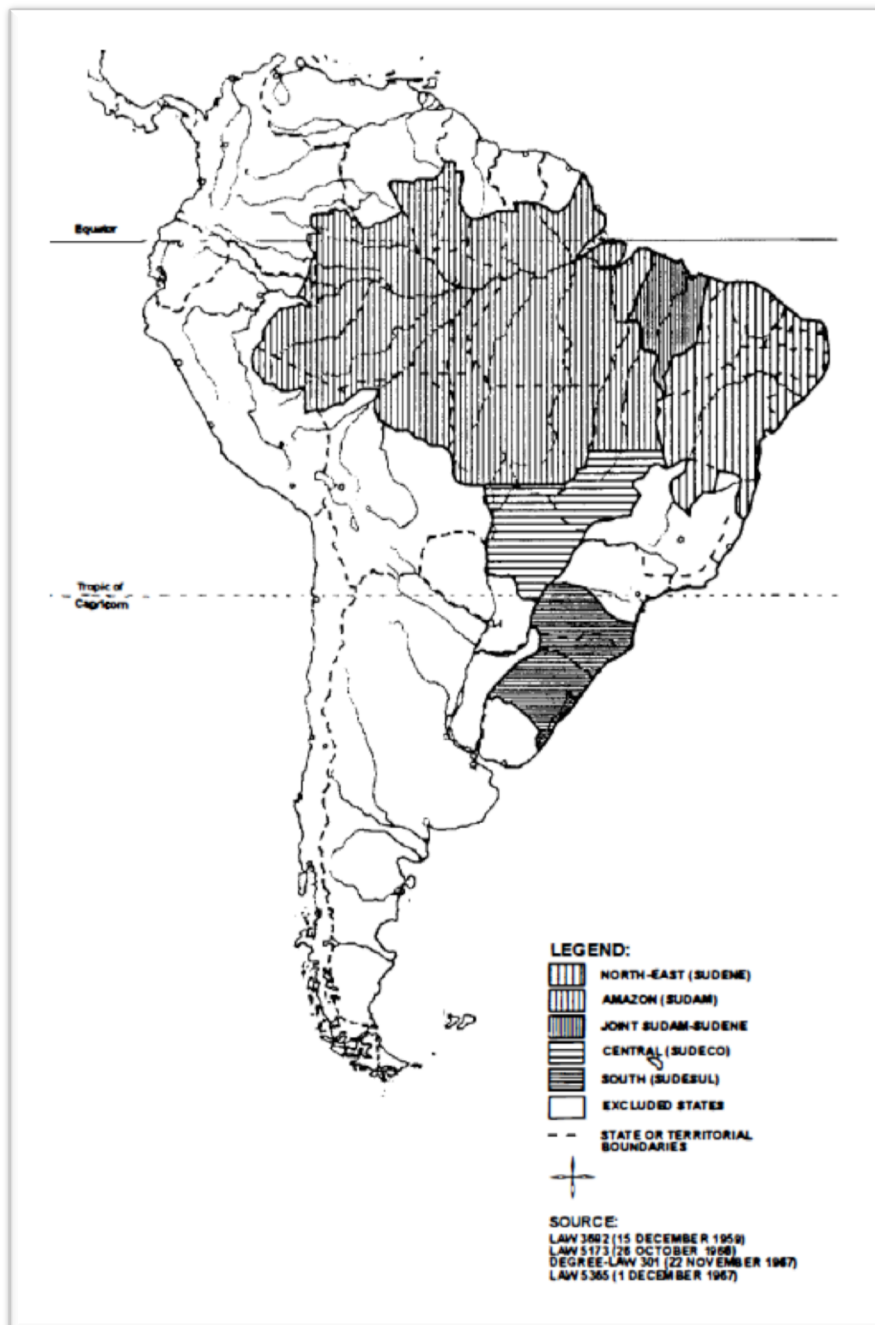 Equator
Tropic of
Capricorn
LEGEND:
NORTH-EAST (SUDENE)
AMAZON (SUDAM)
JOINT SUDAM-SUDENE
CENTRAL (SUDECO)
SOUTH (SUDESUL)
EXCLUDED STATES
STATE OR TERRITORIAL
BOUNDARIES
SOURCE:
LAW 3692 (15 DECEMBER 1959)
LAW 5173 (26 OCTOBER 1966)
DEGREE-LAW 301 (22 NOVEMBER 1967)
LAW 5365 (1 DECEMBER 1967)